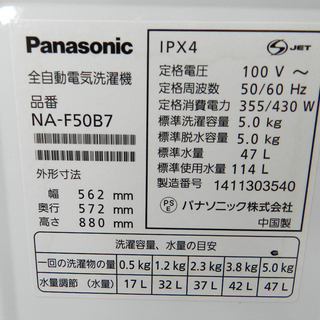 Panasonic
全自動電気洗濯機
品番
NA-F50B7
外形寸法
幅 562 mm
奥行 572 mm
高さ 880 mm
IPX4
S JET
定格電圧 100 V ～
定格周波数 50/60 Hz
定格消費電力 355/430 W
標準洗濯容量 5.0 kg
標準脱水容量 5.0 kg
標準水量 47 L
標準使用水量 114 L
製造番号 1411303540
PS E パナソニック株式会社
中国製
洗濯容量、水量の目安
一回の洗濯物の量 0.5 kg 1.2 kg 2.3 kg 3.8 kg 5.0 kg
水量調節（水量） 17 L 32 L 37 L 42 L 47 L